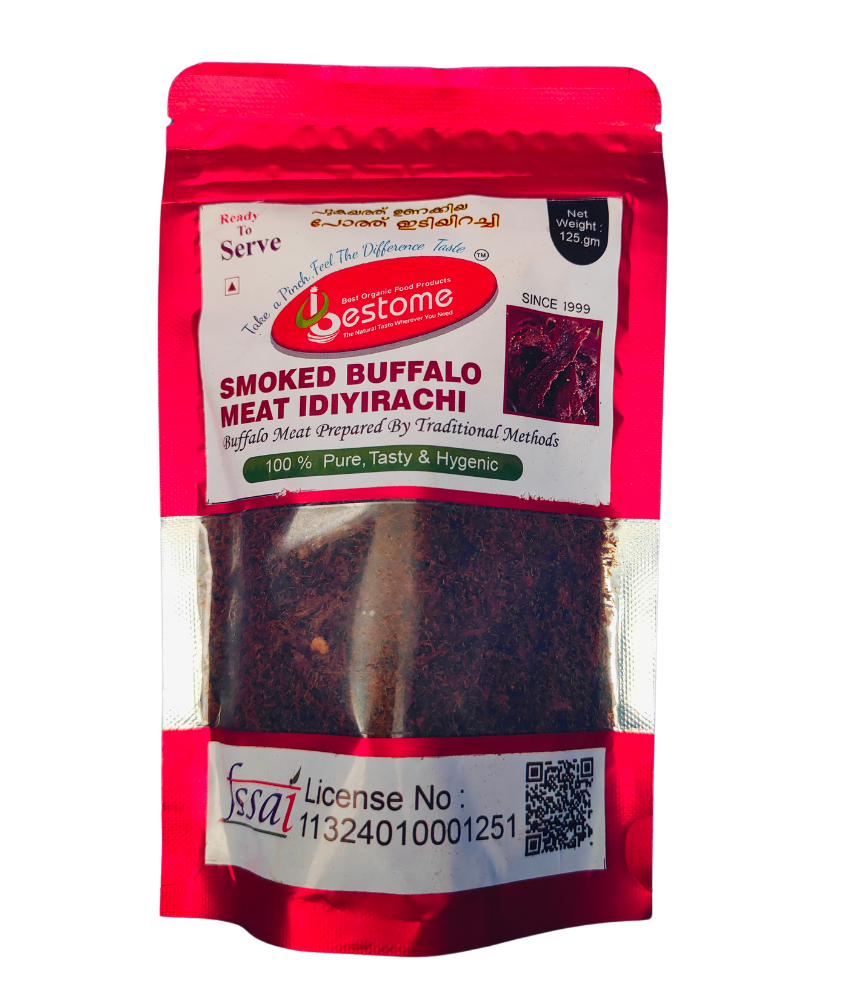 Ready
To
Serve
പുകയത്ത് ഉണക്കിയ
പോത്ത് ഇടിയിറച്ചി
Net
Weight :
125.gm
Take a Pinch, Feel The Difference Taste
TM
Best Organic Food Products
Bestome
The Natural Taste Wherever You Need
SINCE 1999
SMOKED BUFFALO
MEAT IDIYIRACHI
Buffalo Meat Prepared By Traditional Methods
100 % Pure, Tasty & Hygenic
fssai
License No :
11324010001251